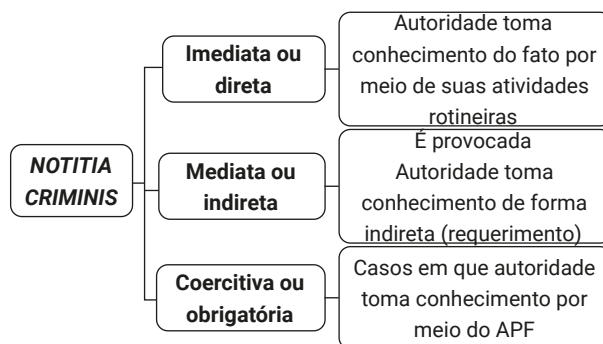 NOTITIA
CRIMINIS
Imediata ou
direta
Autoridade toma
conhecimento do fato por
meio de suas atividades
rotineiras
Mediata ou
indireta
É provocada
Autoridade toma
conhecimento de forma
indireta (requerimento)
Coercitiva ou
obrigatória
Casos em que autoridade
toma conhecimento por
meio do APF